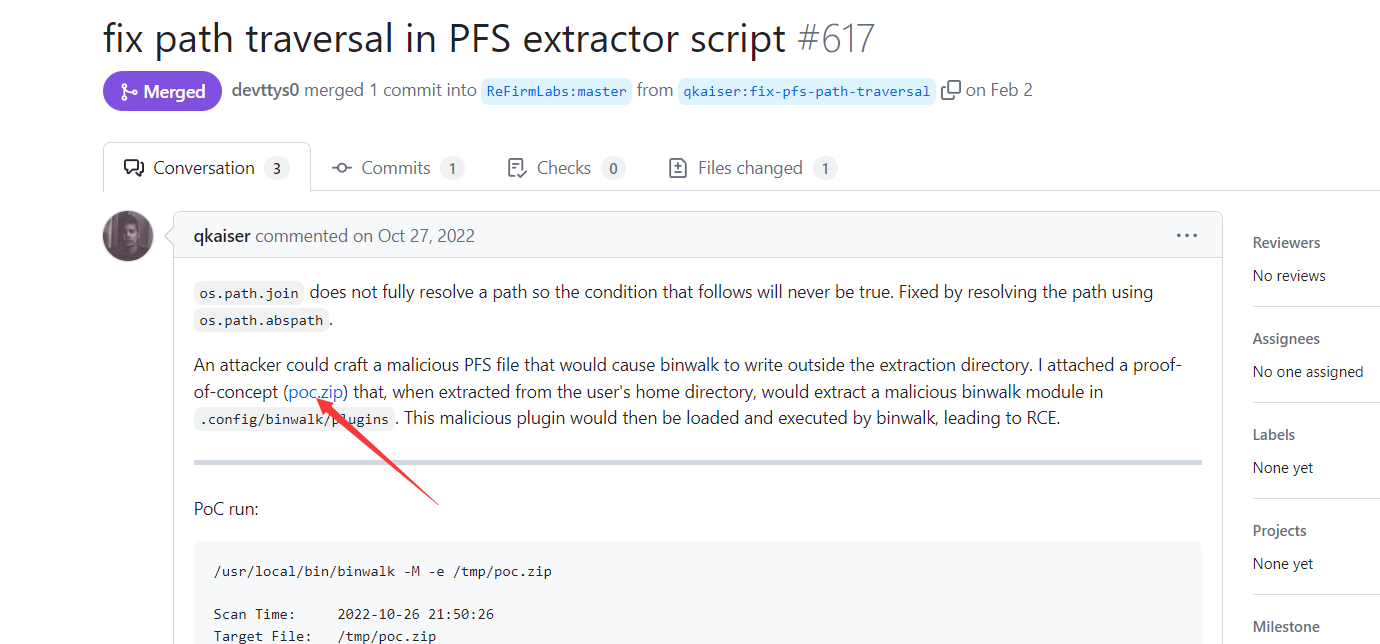 fix path traversal in PFS extractor script #617
Merged devttys0 merged 1 commit into ReFirmLabs:master from qkaiser:fix-pfs-path-traversal on Feb 2
Conversation 3 Commits 1 Checks 0 Files changed 1
qkaiser commented on Oct 27, 2022 ...
os.path.join does not fully resolve a path so the condition that follows will never be true. Fixed by resolving the path using
os.path.abspath.
An attacker could craft a malicious PFS file that would cause binwalk to write outside the extraction directory. I attached a proof-
of-concept (poc.zip) that, when extracted from the user's home directory, would extract a malicious binwalk module in
.config/binwalk/plugins. This malicious plugin would then be loaded and executed by binwalk, leading to RCE.
PoC run:
/usr/local/bin/binwalk -M -e /tmp/poc.zip
Scan Time: 2022-10-26 21:50:26
Target File: /tmp/poc.zip
Reviewers
No reviews
Assignees
No one assigned
Labels
None yet
Projects
None yet
Milestone